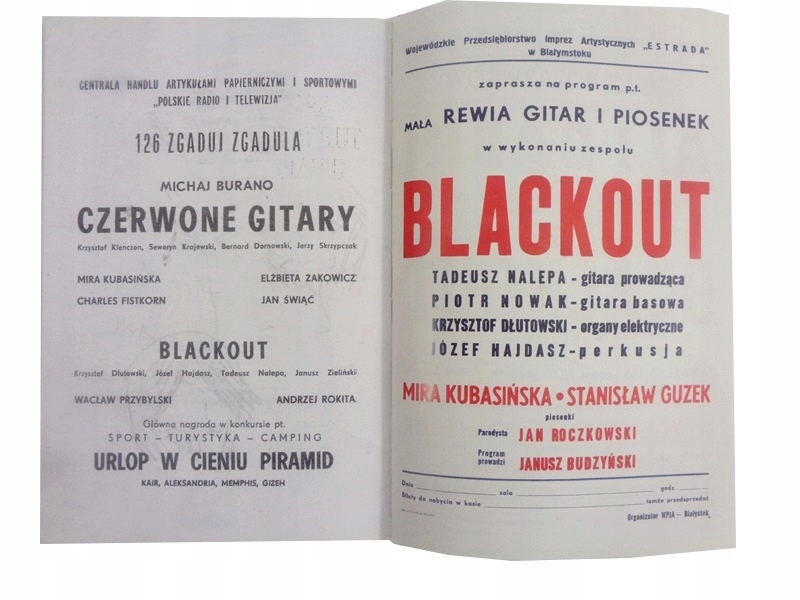 CENTRALA HANDLU ARTYKUŁAMI PAPIERNICZYMI I SPORTOWYMI
„POLSKIE RADIO I TELEWIZJA"
126 ZGADUJ ZGADULA
MICHAJ BURANO
CZERWONE GITARY
Krzysztof Klenczon, Seweryn Krajewski, Bernard Dornowski, Jerzy Skrzypczak
MIRA KUBASIŃSKA ELŻBIETA ŻAKOWICZ
CHARLES FISTKORN JAN ŚWIĄĆ
BLACKOUT
Krzysztof Dłutowski, Józef Hajdasz, Tadeusz Nalepa, Janusz Zieliński
WACŁAW PRZYBYLSKI ANDRZEJ ROKITA
Główna nagroda w konkursie pt.
SPORT – TURYSTYKA – CAMPING
URLOP W CIENIU PIRAMID
KAIR, ALEKSANDRIA, MEMPHIS, GIZEH
Wojewódzkie Przedsiębiorstwo Imprez Artystycznych „ESTRADA"
w Białymstoku
zaprasza na program p.t.
MAŁA REWIA GITAR I PIOSENEK
w wykonaniu zespołu
BLACKOUT
TADEUSZ NALEPA - gitara prowadząca
PIOTR NOWAK - gitara basowa
KRZYSZTOF DŁUTOWSKI - organy elektryczne
JÓZEF HAJDASZ - perkusja
MIRA KUBASIŃSKA • STANISŁAW GUZEK
piosenki
Parodysta JAN ROCZKOWSKI
Program
prowadzi JANUSZ BUDZYŃSKI
Dnia sala godz
Bilety do nabycia w kasie tamże przedsprzedaż
Organizator WPIA — Białystok